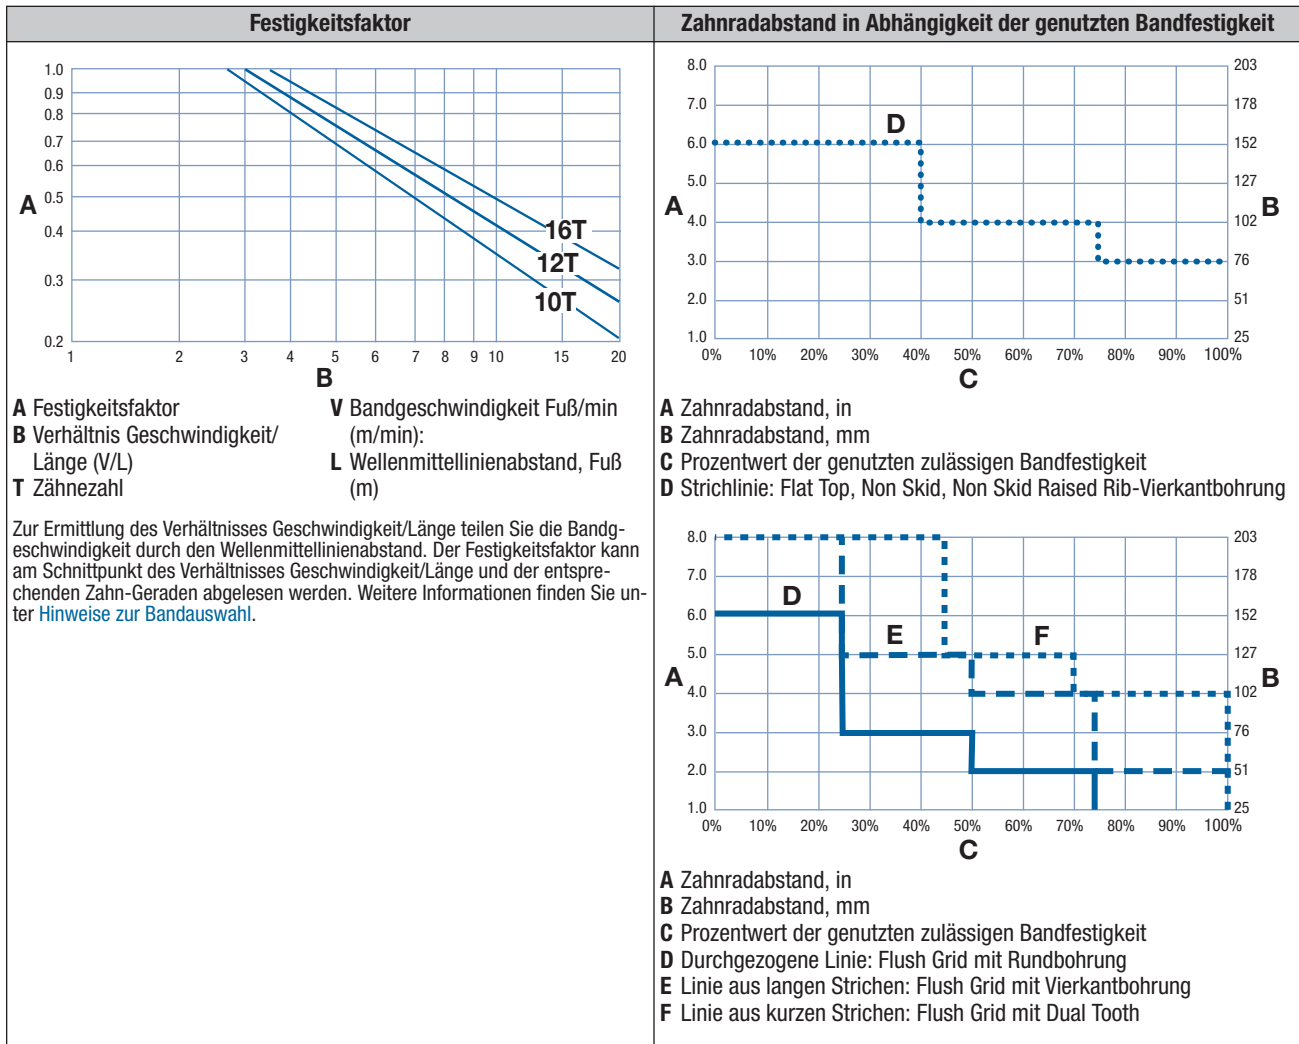 Festigkeitsfaktor
1.0
0.9
0.8
0.7
0.6
0.5
0.4
0.3
0.2
A
16T
12T
10T
1 2 3 4 5 6 7 8 9 10 15 20
B
A Festigkeitsfaktor
B Verhältnis Geschwindigkeit/
Länge (V/L)
T Zähnezahl
V Bandgeschwindigkeit Fuß/min
(m/min):
L Wellenmittellinienabstand, Fuß
(m)
Zur Ermittlung des Verhältnisses Geschwindigkeit/Länge teilen Sie die Bandg-
eschwindigkeit durch den Wellenmittellinienabstand. Der Festigkeitsfaktor kann
am Schnittpunkt des Verhältnisses Geschwindigkeit/Länge und der entspre-
chenden Zahn-Geraden abgelesen werden. Weitere Informationen finden Sie un-
ter Hinweise zur Bandauswahl.
Zahnradabstand in Abhängigkeit der genutzten Bandfestigkeit
8.0 203
7.0 178
D
6.0 152
5.0 127
A B
4.0 102
3.0 76
2.0 51
1.0 25
0% 10% 20% 30% 40% 50% 60% 70% 80% 90% 100%
C
A Zahnradabstand, in
B Zahnradabstand, mm
C Prozentwert der genutzten zulässigen Bandfestigkeit
D Strichlinie: Flat Top, Non Skid, Non Skid Raised Rib-Vierkantbohrung
8.0 203
7.0 178
D
6.0 152
E F
5.0 127
A B
4.0 102
3.0 76
2.0 51
1.0 25
0% 10% 20% 30% 40% 50% 60% 70% 80% 90% 100%
C
A Zahnradabstand, in
B Zahnradabstand, mm
C Prozentwert der genutzten zulässigen Bandfestigkeit
D Durchgezogene Linie: Flush Grid mit Rundbohrung
E Linie aus langen Strichen: Flush Grid mit Vierkantbohrung
F Linie aus kurzen Strichen: Flush Grid mit Dual Tooth